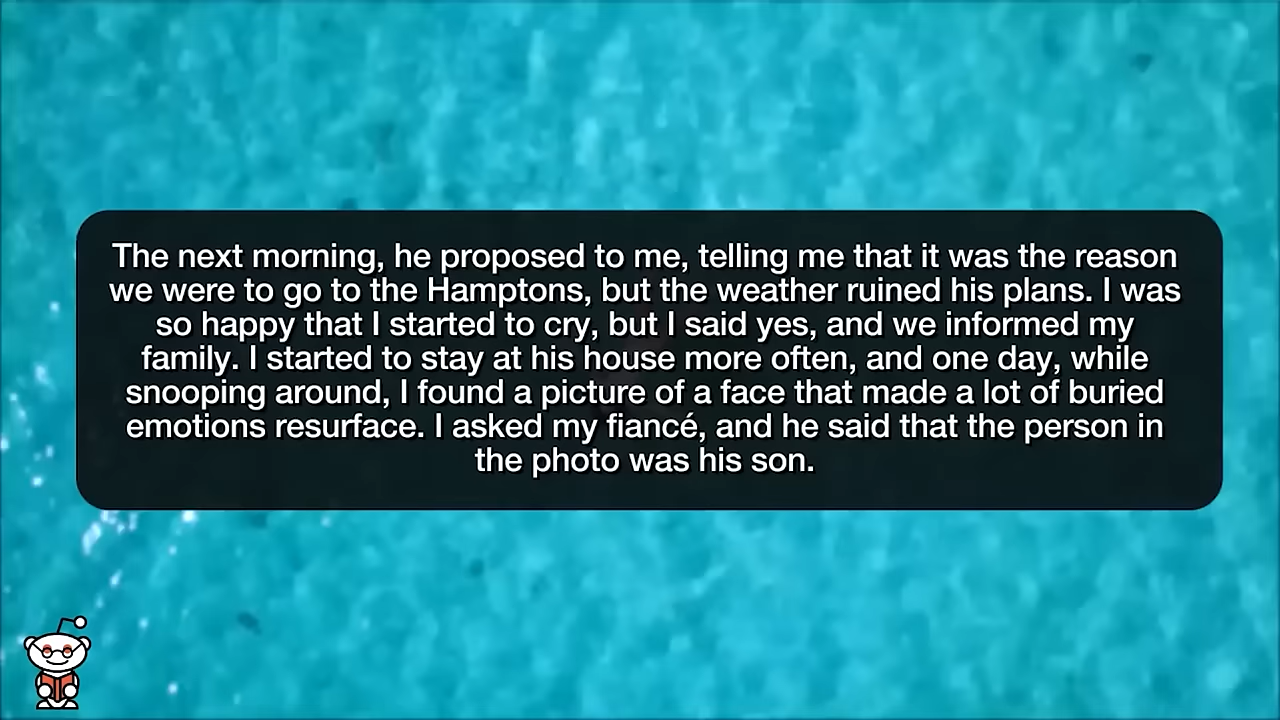 The next morning, he proposed to me, telling me that it was the reason
we were to go to the Hamptons, but the weather ruined his plans. I was
so happy that I started to cry, but I said yes, and we informed my
family. I started to stay at his house more often, and one day, while
snooping around, I found a picture of a face that made a lot of buried
emotions resurface. I asked my fiancé, and he said that the person in
the photo was his son.